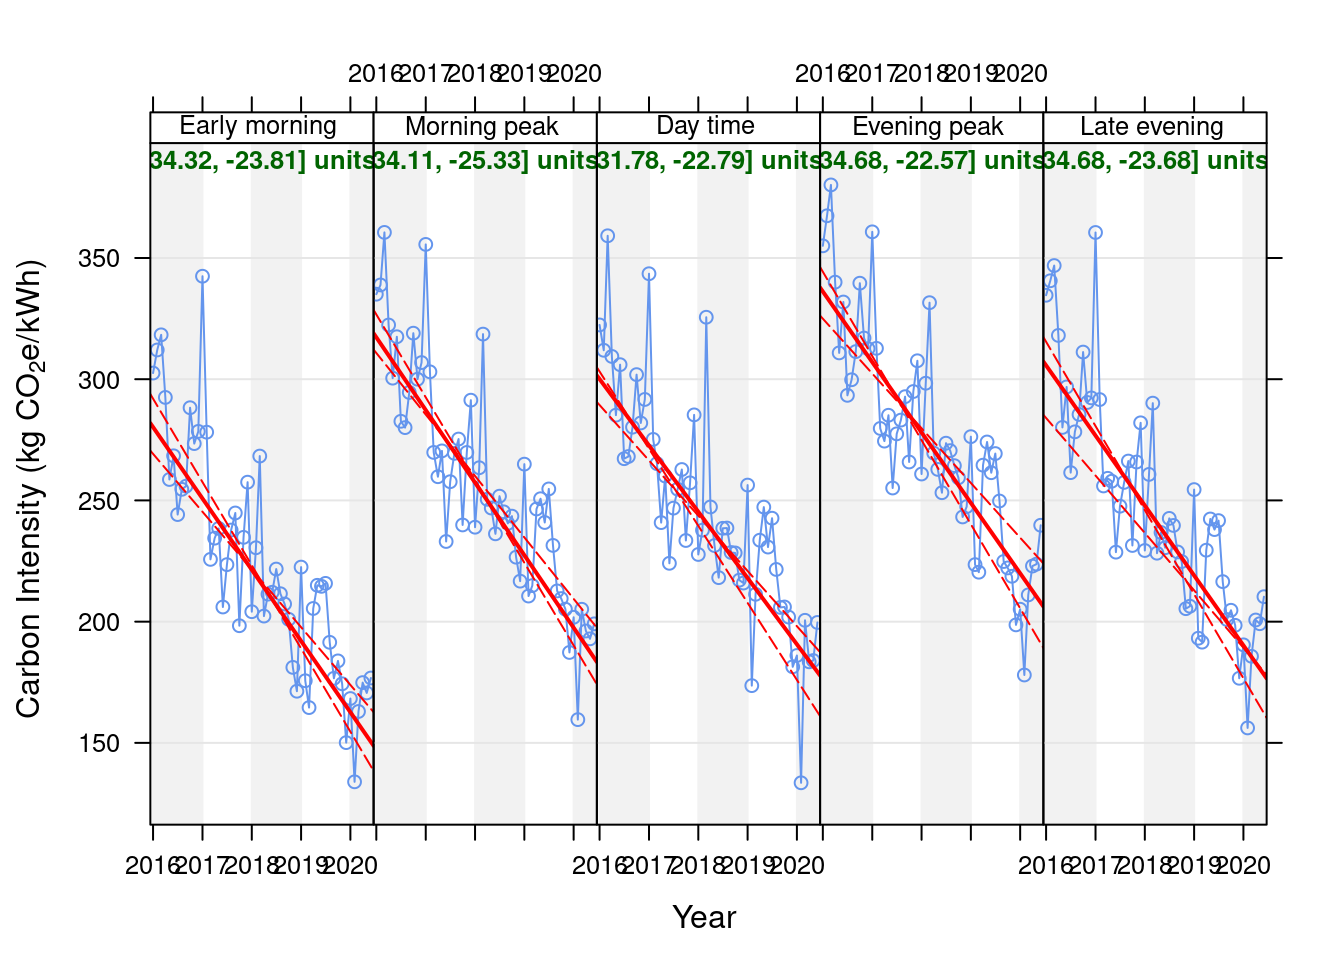 2016 2017 2018 2019 2020 2016 2017 2018 2019 2020
Early morning Morning peak Day time Evening peak Late evening
34.32, -23.81] units 34.11, -25.33] units 31.78, -22.79] units 34.68, -22.57] units 34.68, -23.68] units
350
300
250
200
150
Carbon Intensity (kg CO₂e/kWh)
2016 2017 2018 2019 2020 2016 2017 2018 2019 2020 2016 2017 2018 2019 2020
Year